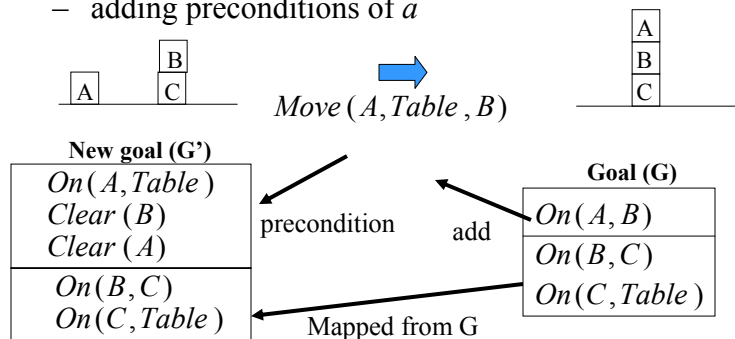 – adding preconditions of a
A
B
C
A
B
C
Move (A,Table , B)
New goal (G')
On(A,Table )
Clear (B)
Clear (A)
On(B,C)
On(C,Table )
precondition
add
Mapped from G
Goal (G)
On(A,B)
On(B,C)
On(C,Table )